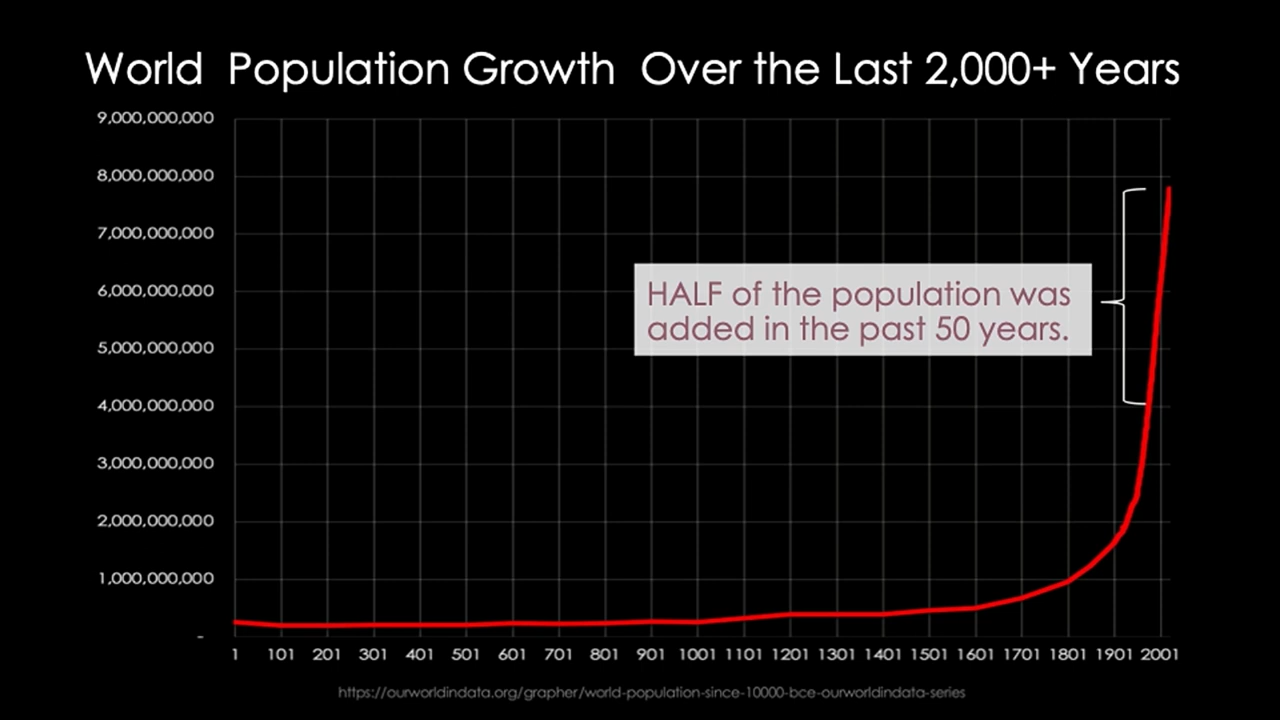 World Population Growth Over the Last 2,000+ Years
9,000,000,000
8,000,000,000
7,000,000,000
6,000,000,000
5,000,000,000
4,000,000,000
3,000,000,000
2,000,000,000
1,000,000,000
-
HALF of the population was
added in the past 50 years.
1 101 201 301 401 501 601 701 801 901 1001 1101 1201 1301 1401 1501 1601 1701 1801 1901 2001
https://ourworldindata.org/grapher/world-population-since-10000-bce-ourworldindata-series